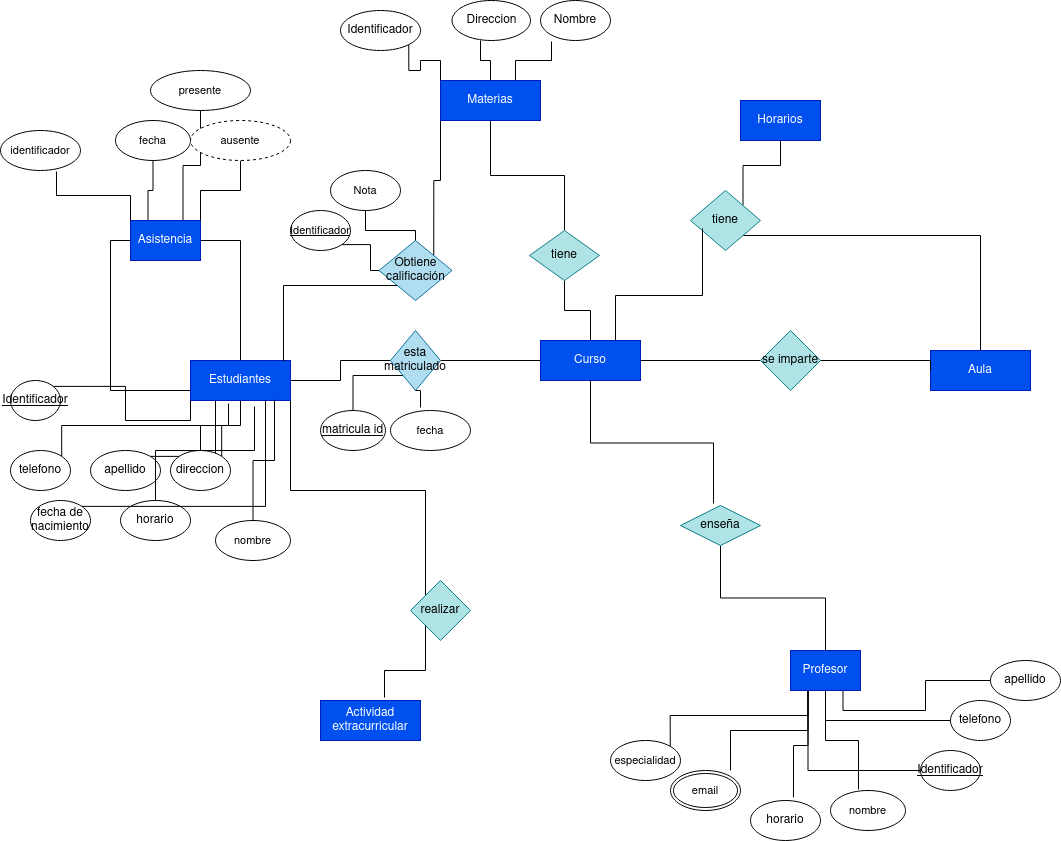 Identificador
Direccion
Nombre
Materias
presente
fecha
ausente
identificador
Asistencia
Horarios
Nota
Identificador
Obtiene
calificación
tiene
tiene
esta
matriculado
Curso
se imparte
Aula
Estudiantes
Identificador
matricula id
fecha
telefono
apellido
direccion
fecha de
nacimiento
horario
nombre
enseña
realizar
Profesor
apellido
Actividad
extracurricular
telefono
especialidad
Identificador
email
horario
nombre